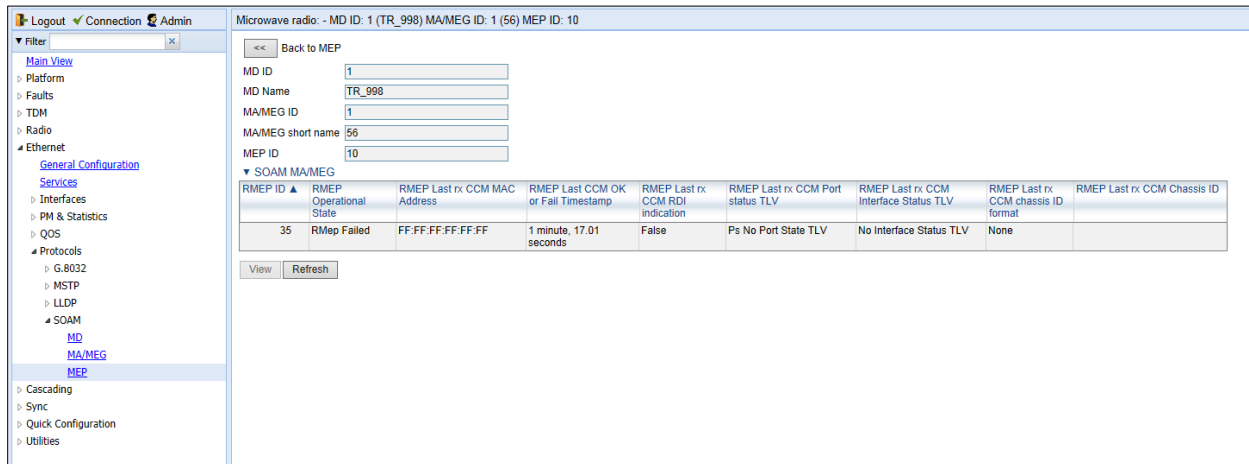 Logout Connection Admin
Filter
Main View
Platform
Faults
TDM
Radio
Ethernet
General Configuration
Services
Interfaces
PM & Statistics
QOS
Protocols
G.8032
MSTP
LLDP
SOAM
MD
MA/MEG
MEP
Cascading
Sync
Quick Configuration
Utilities
Microwave radio: - MD ID: 1 (TR_998) MA/MEG ID: 1 (56) MEP ID: 10
<< Back to MEP
MD ID 1
MD Name TR_998
MA/MEG ID 1
MA/MEG short name 56
MEP ID 10
▼ SOAM MA/MEG
RMEP ID ▲ RMEP RMEP Last rx CCM MAC RMEP Last CCM OK RMEP Last rx RMEP Last rx CCM Port RMEP Last rx CCM RMEP Last rx RMEP Last rx CCM Chassis ID
Operational Address or Fail Timestamp CCM RDI status TLV Interface Status TLV CCM chassis ID
State indication format
35 RMep Failed FF:FF:FF:FF:FF:FF 1 minute, 17.01 False Ps No Port State TLV No Interface Status TLV None
seconds
View Refresh